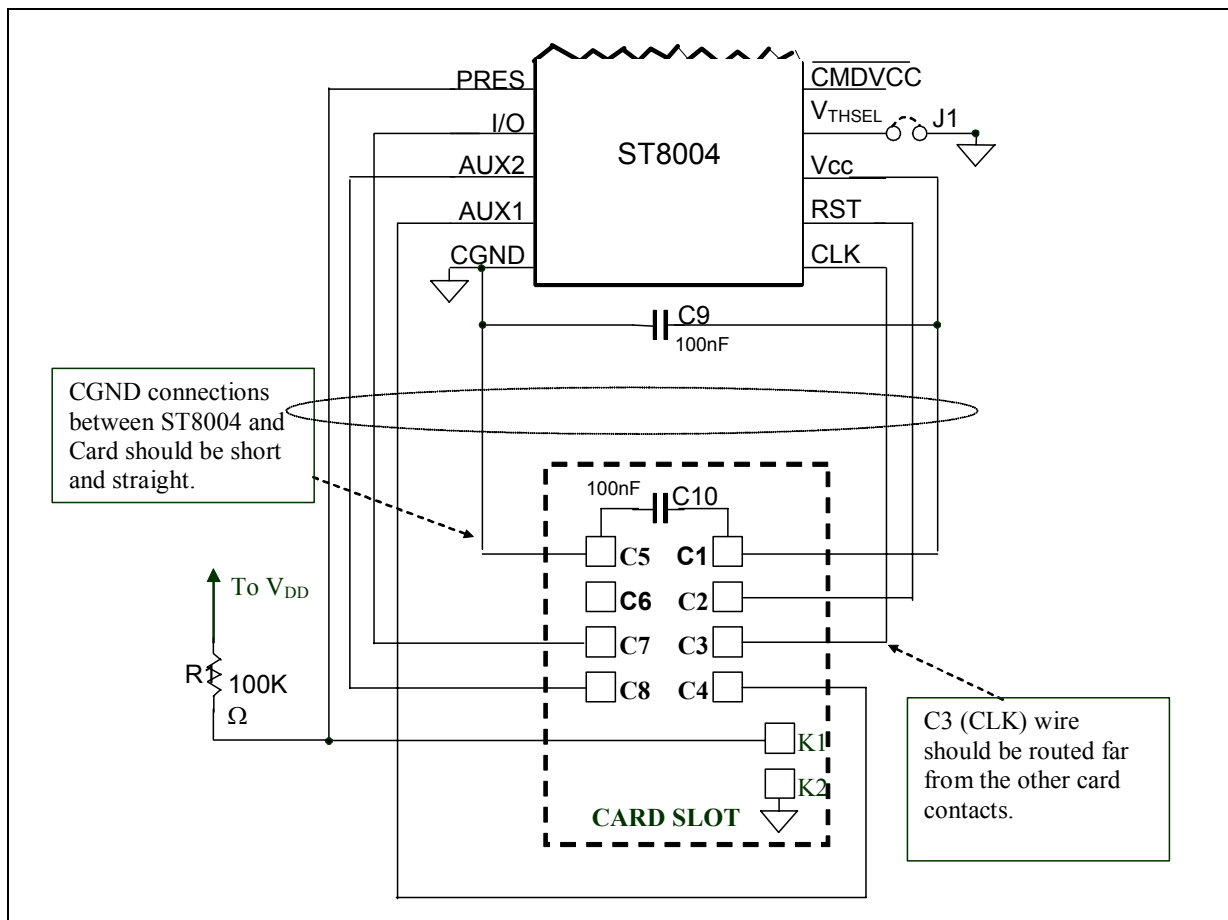 PRES
I/O
AUX2
AUX1
CGND
ST8004
CMDVCC
VTHSEL
J1
Vcc
RST
CLK
C9
100nF
CGND connections
between ST8004 and
Card should be short
and straight.
100nF
C10
C5
C1
C6
C2
C7
C3
C8
C4
To VDD
R1
100K
Ω
K1
K2
CARD SLOT
C3 (CLK) wire
should be routed far
from the other card
contacts.